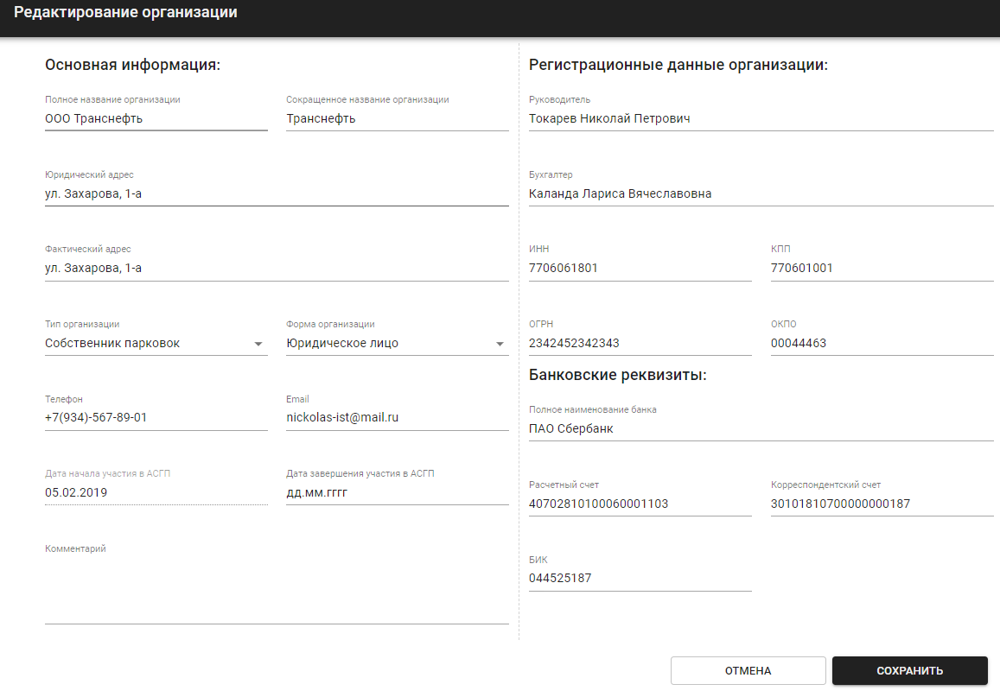 Редактирование организации
Основная информация:
Полное название организации
Сокращенное название организации
ООО Транснефть
Транснефть
Юридический адрес
ул. Захарова, 1-а
Фактический адрес
ул. Захарова, 1-а
Тип организации
Форма организации
Собственник парковок
Юридическое лицо
Телефон
Email
+7(934)-567-89-01
nickolas-ist@mail.ru
Дата начала участия в АСГП
Дата завершения участия в АСГП
05.02.2019
дд.мм.гггг
Комментарий
Регистрационные данные организации:
Руководитель
Токарев Николай Петрович
Бухгалтер
Каланда Лариса Вячеславовна
ИНН
КПП
7706061801
770601001
ОГРН
ОКПО
2342452342343
00044463
Банковские реквизиты:
Полное наименование банка
ПАО Сбербанк
Расчетный счет
Корреспондентский счет
40702810100060001103
30101810700000000187
БИК
044525187
ОТМЕНА
СОХРАНИТЬ